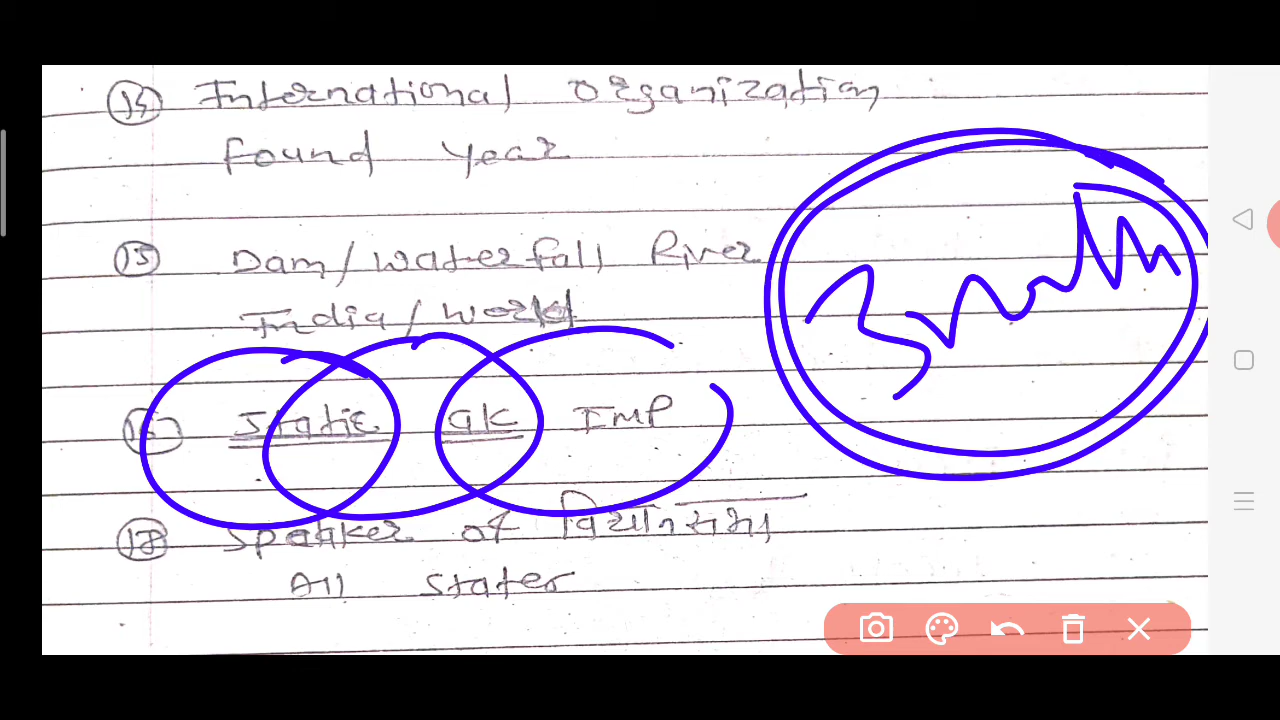 14 International organization
found year
15 Dam/waterfall River
India/world
16 Static GK IMP
17 Speaker of विधानसभा
All States